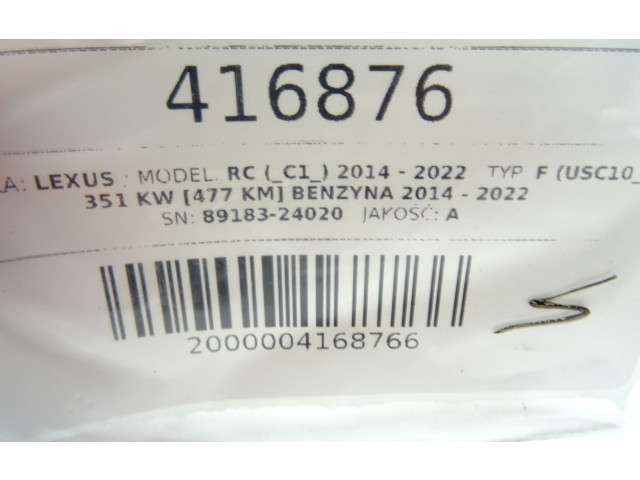 416876
KA: LEXUS : MODEL: RC (_C1_) 2014 - 2022 TYP F (USC10_
351 KW [477 KM] BENZYNA 2014 - 2022
SN: 89183-24020 JAKOŚĆ: A
2000004168766